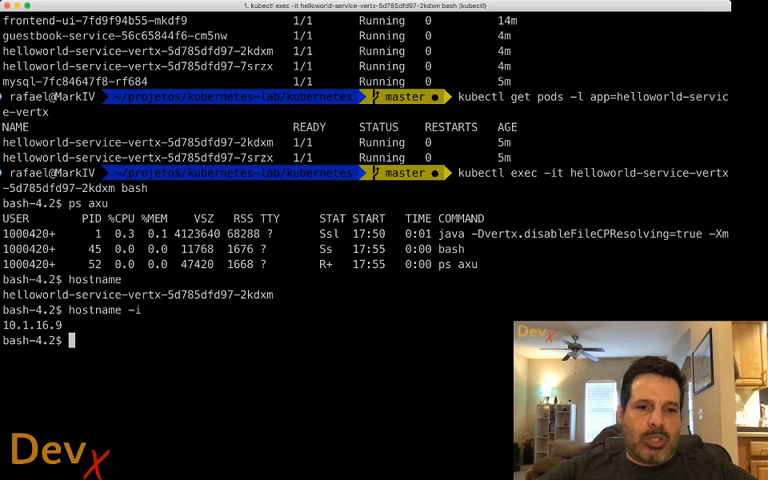 1. kubectl exec -it helloworld-service-vertx-5d785dfd97-2kdxm bash (kubectl)
frontend-ui-7fd9f94b55-mkdf9 1/1 Running 0 14m
guestbook-service-56c65844f6-cm5nw 1/1 Running 0 4m
helloworld-service-vertx-5d785dfd97-2kdxm 1/1 Running 0 4m
helloworld-service-vertx-5d785dfd97-7srzx 1/1 Running 0 4m
mysql-7fc84647f8-rf684 1/1 Running 0 5m
rafael@MarkIV ~/projetos/kubernetes-lab/kubernetes master ● kubectl get pods -l app=helloworld-servic
e-vertx
NAME READY STATUS RESTARTS AGE
helloworld-service-vertx-5d785dfd97-2kdxm 1/1 Running 0 5m
helloworld-service-vertx-5d785dfd97-7srzx 1/1 Running 0 5m
rafael@MarkIV ~/projetos/kubernetes-lab/kubernetes master ● kubectl exec -it helloworld-service-vertx
-5d785dfd97-2kdxm bash
bash-4.2$ ps axu
USER PID %CPU %MEM VSZ RSS TTY STAT START TIME COMMAND
1000420+ 1 0.3 0.1 4123640 68288 ? Ssl 17:50 0:01 java -Dvertx.disableFileCPResolving=true -Xm
1000420+ 45 0.0 0.0 11768 1676 ? Ss 17:55 0:00 bash
1000420+ 52 0.0 0.0 47420 1668 ? R+ 17:55 0:00 ps axu
bash-4.2$ hostname
helloworld-service-vertx-5d785dfd97-2kdxm
bash-4.2$ hostname -i
10.1.16.9
bash-4.2$
Devx
Devx